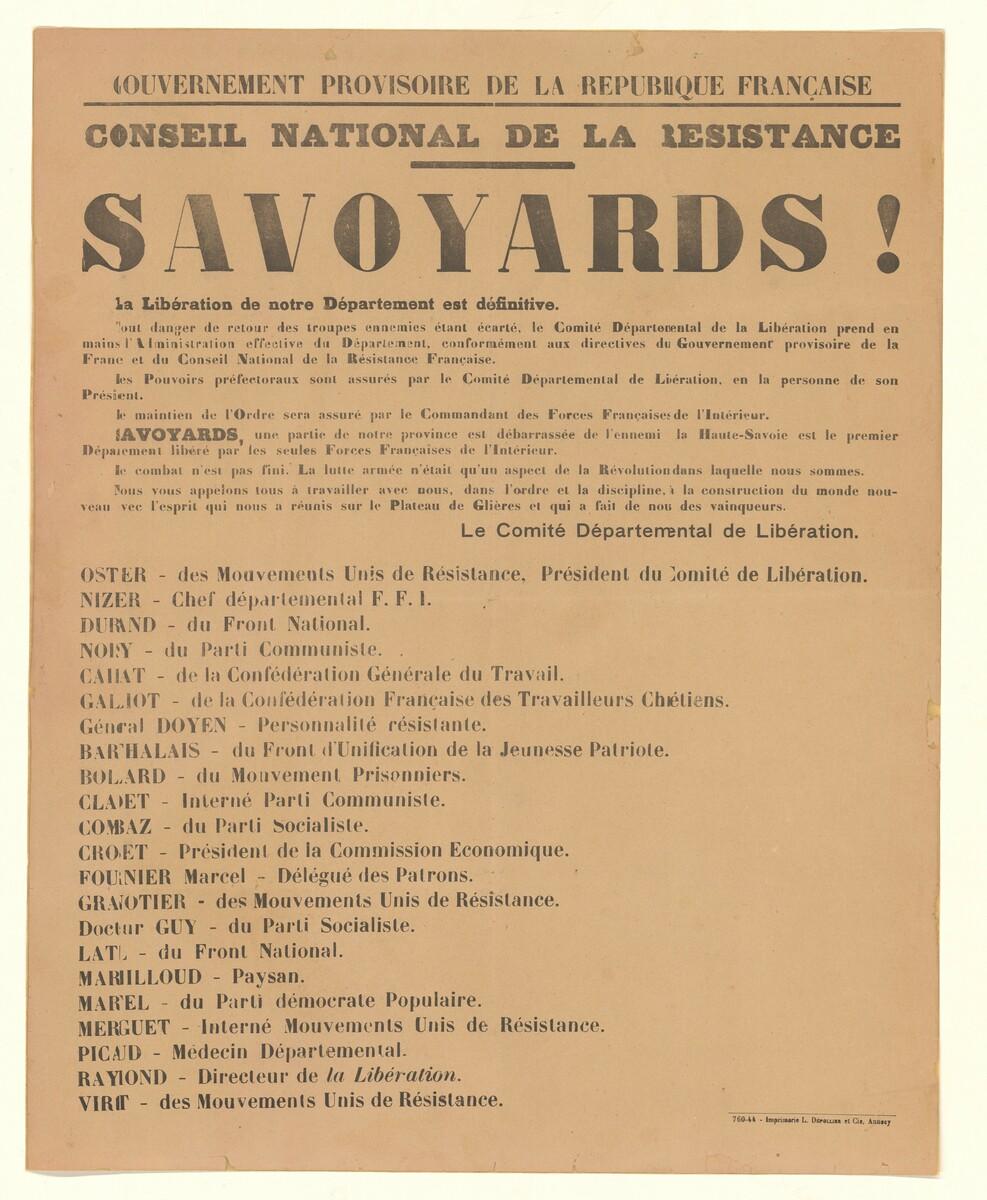 GOUVERNEMENT PROVISOIRE DE LA REPUBLIQUE FRANÇAISE
CONSEIL NATIONAL DE LA RESISTANCE
SAVOYARDS !
La Libération de notre Département est définitive.
Tout danger de retour des troupes ennemies étant écarté, le Comité Départemental de la Libération prend en
mains l'Administration effective du Département, conformément aux directives du Gouvernement provisoire de la
France et du Conseil National de la Résistance Française.
Les Pouvoirs préfectoraux sont assurés par le Comité Départemental de Libération, en la personne de son
Président.
Le maintien de l'Ordre sera assuré par le Commandant des Forces Françaises de l'Intérieur.
SAVOYARDS, une partie de notre province est débarrassée de l'ennemi la Haute-Savoie est le premier
Département libéré par les seules Forces Françaises de l'Intérieur.
Le combat n'est pas fini. La lutte armée n'était qu'un aspect de la Révolution dans laquelle nous sommes.
Nous vous appelons tous à travailler avec nous, dans l'ordre et la discipline, à la construction du monde nou-
veau avec l'esprit qui nous a réunis sur le Plateau de Glières et qui a fait de nous des vainqueurs.
Le Comité Départemental de Libération.
OSTER - des Mouvements Unis de Résistance, Président du Comité de Libération.
NIZER - Chef départemental F. F. I.
DURAND - du Front National.
- du Parti Communiste.
- de la Confédération Générale du Travail.
GALLIOT - de la Confédération Française des Travailleurs Chrétiens.
Général DOYEN - Personnalité résistante.
BARTHALAIS - du Front d'Unification de la Jeunesse Patriote.
BOLLARD - du Mouvement Prisonniers.
- Interné Parti Communiste.
COMBAZ - du Parti Socialiste.
- Président de la Commission Economique.
FOURNIER Marcel - Délégué des Patrons.
- des Mouvements Unis de Résistance.
Docteur GUY - du Parti Socialiste.
- du Front National.
- Paysan.
MARTEL - du Parti démocrate Populaire.
MERGUET - Interné Mouvements Unis de Résistance.
PICAUD - Médecin Départemental.
RAYMOND - Directeur de la Libération.
- des Mouvements Unis de Résistance.
760-44 - Imprimerie L. DÉPOLLIER et Cie, Annecy